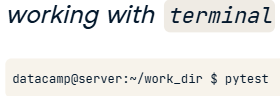 working with terminal
datacamp@server:~/work_dir $ pytest